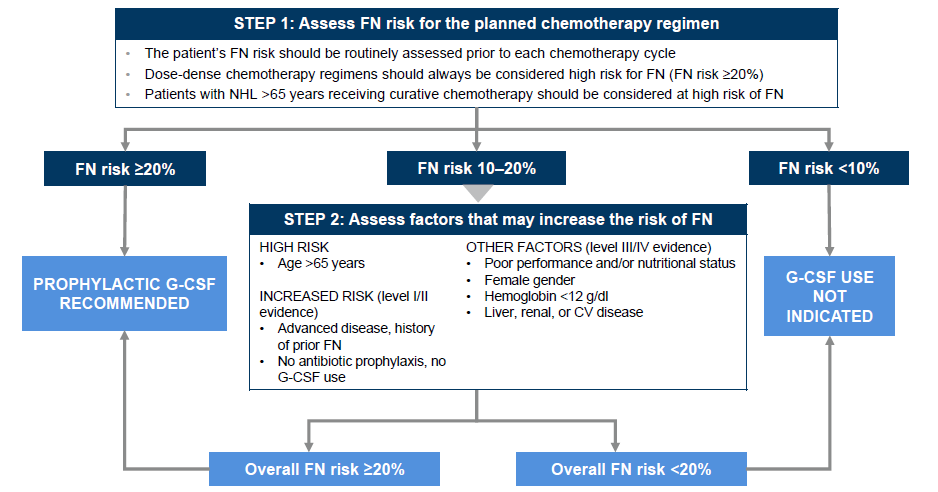 STEP 1: Assess FN risk for the planned chemotherapy regimen
• The patient's FN risk should be routinely assessed prior to each chemotherapy cycle
• Dose-dense chemotherapy regimens should always be considered high risk for FN (FN risk ≥20%)
• Patients with NHL >65 years receiving curative chemotherapy should be considered at high risk of FN
FN risk ≥20%
FN risk 10–20%
FN risk <10%
STEP 2: Assess factors that may increase the risk of FN
HIGH RISK
• Age >65 years
INCREASED RISK (level I/II
evidence)
• Advanced disease, history
of prior FN
• No antibiotic prophylaxis, no
G-CSF use
OTHER FACTORS (level III/IV evidence)
• Poor performance and/or nutritional status
• Female gender
• Hemoglobin <12 g/dl
• Liver, renal, or CV disease
PROPHYLACTIC G-CSF
RECOMMENDED
G-CSF USE
NOT
INDICATED
Overall FN risk ≥20%
Overall FN risk <20%